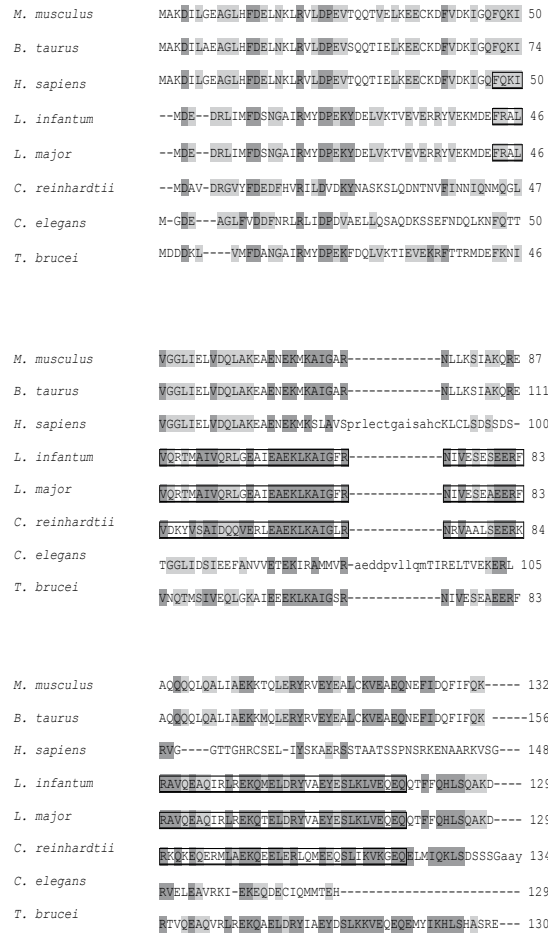 M. musculus MAKDILGEAGLHFDELNKLRVLDPEVTQQTVELKEECKDFVDKIGQFQKI 50
B. taurus MAKDILAEAGLHFDELNKLRVLDPEVSQQTIELKEECKDFVDKIGQFQKI 74
H. sapiens MAKDILGEAGLHFDELNKLRVLDPEVTQQTIELKEECKDFVDKIGQFQKI 50
L. infantum --MDE--DRLIMFDSNGAIRMYDPEKYDELVKTVEVERRYVEKMDEFRAL 46
L. major --MDE--DRLIMFDSNGAIRMYDPEKYDELVKTVEVERRYVEKMDEFRAL 46
C. reinhardtii --MDAV-DRGVYFDEDFHVRILDVDKYNASKSLQDNTNVFINNIQNMQGL 47
C. elegans M-GDE---AGLFVDDFNRLRLIDPDVAELLQSAQDKSSEFNDQLKNFQTT 50
T. brucei MDDDKL----VMFDANGAIRMYDPEKFDQLVKTIEVEKRFTTRMDEFKNI 46
M. musculus VGGLIELVDQLAKEAENEKMKAIGAR-------------NLLKSIAKQRE 87
B. taurus VGGLIELVDQLAKEAENEKMKAIGAR-------------NLLKSIAKQRE 111
H. sapiens VGGLIELVDQLAKEAENEKMKSLAVSprlectgaisahcKLCLSDSSDS- 100
L. infantum VQRTMAIVQRLGEAIEAEKLKAIGFR-------------NIVESESEERF 83
L. major VQRTMAIVQRLGEAIEAEKLKAIGFR-------------NIVESEAEERF 83
C. reinhardtii VDKYVSAIDQQVERLEAEKLKAIGLR-------------NRVAALSEERK 84
C. elegans TGGLIDSIEEFANVVETEKIRAMMVR-aeddpvllqmTIRELTVEKERL 105
T. brucei VNQTMSIVEQLGKAIEEEKLKAIGSR-------------NIVESEAEERF 83
M. musculus AQQQQLQALIAEKKTQLERYRVEYEALCKVEAEQNEFIDQFIFQK----- 132
B. taurus AQQQQLQALIAEKKMQLERYRVEYEALCKVEAEQNEFIDQFIFQK -----156
H. sapiens RVG----GTTGHRCSEL-IYSKAERSSTAATSSPNSRKENAARKVSG--- 148
L. infantum RAVQEAQIRLREKQMELDRYVAEYESLKLVEQEQQTFFQHLSQAKD---- 129
L. major RAVQEAQIRLREKQTELDRYVAEYESLKLVEQEQQTFFQHLSQAKD---- 129
C. reinhardtii RKQKEQERMLAEKQEELERLQMEEQSLIKVKGEQELMIQKLSDSSSGaay 134
C. elegans RVELEAVRKI-EKEQDECIQMMTEH------------------------- 129
T. brucei RTVQEAQVRLREKQAELDRYIAEYDSLKKVEQEQEMYIKHLSHASRE--- 130